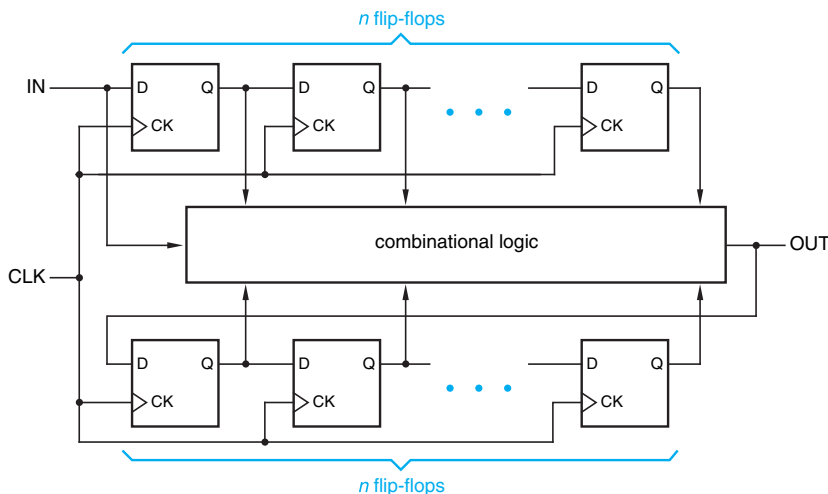 n flip-flops
IN
D Q D Q D Q
CK CK CK
combinational logic
OUT
CLK
D Q D Q D Q
CK CK CK
n flip-flops